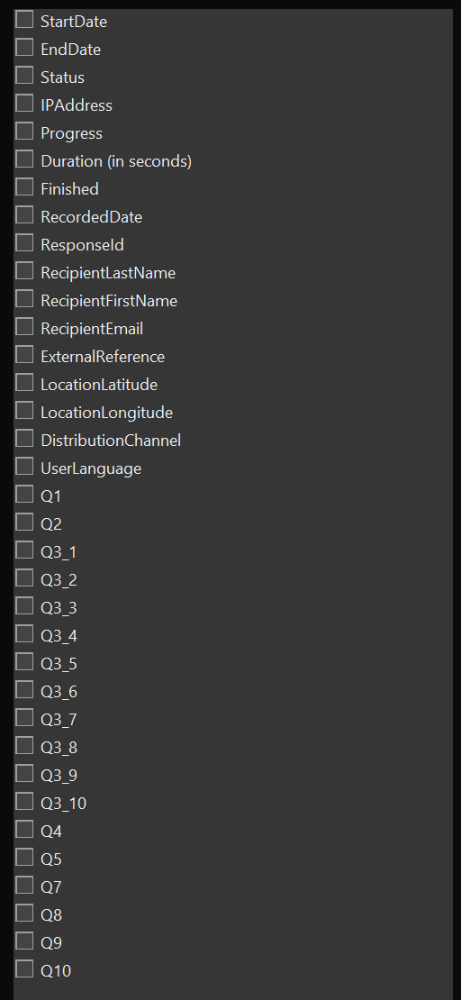 StartDate
EndDate
Status
IPAddress
Progress
Duration (in seconds)
Finished
RecordedDate
ResponseId
RecipientLastName
RecipientFirstName
RecipientEmail
ExternalReference
LocationLatitude
LocationLongitude
DistributionChannel
UserLanguage
Q1
Q2
Q3_1
Q3_2
Q3_3
Q3_4
Q3_5
Q3_6
Q3_7
Q3_8
Q3_9
Q3_10
Q4
Q5
Q7
Q8
Q9
Q10